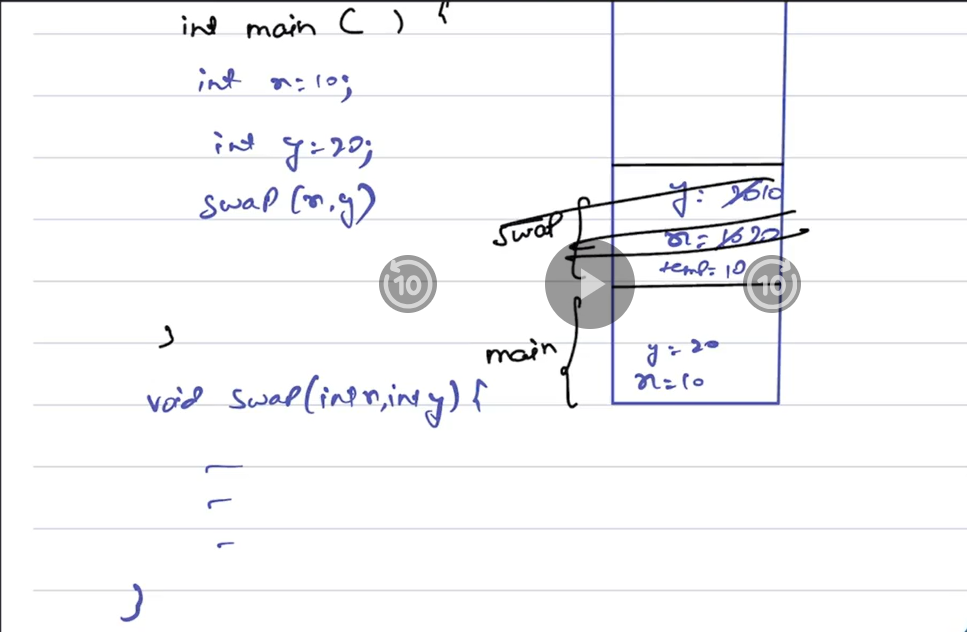 int main ( ) {
int x=10;
int y=20;
swap (x,y)
}
void swap(int x,int y) {
}
swap
y: 20 10
x= 10 20
temp= 10
main
y = 20
x=10
10
10